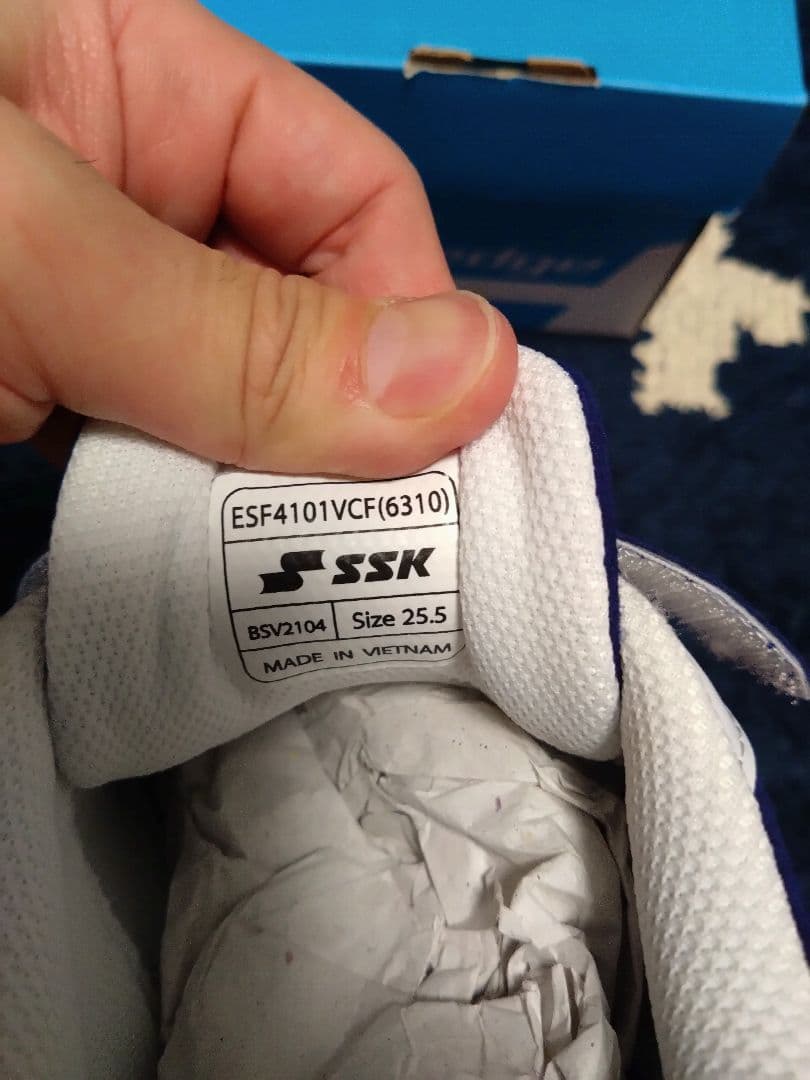 ESF4101VCF(6310)
SSK
BSV2104 Size 25.5
MADE IN VIETNAM